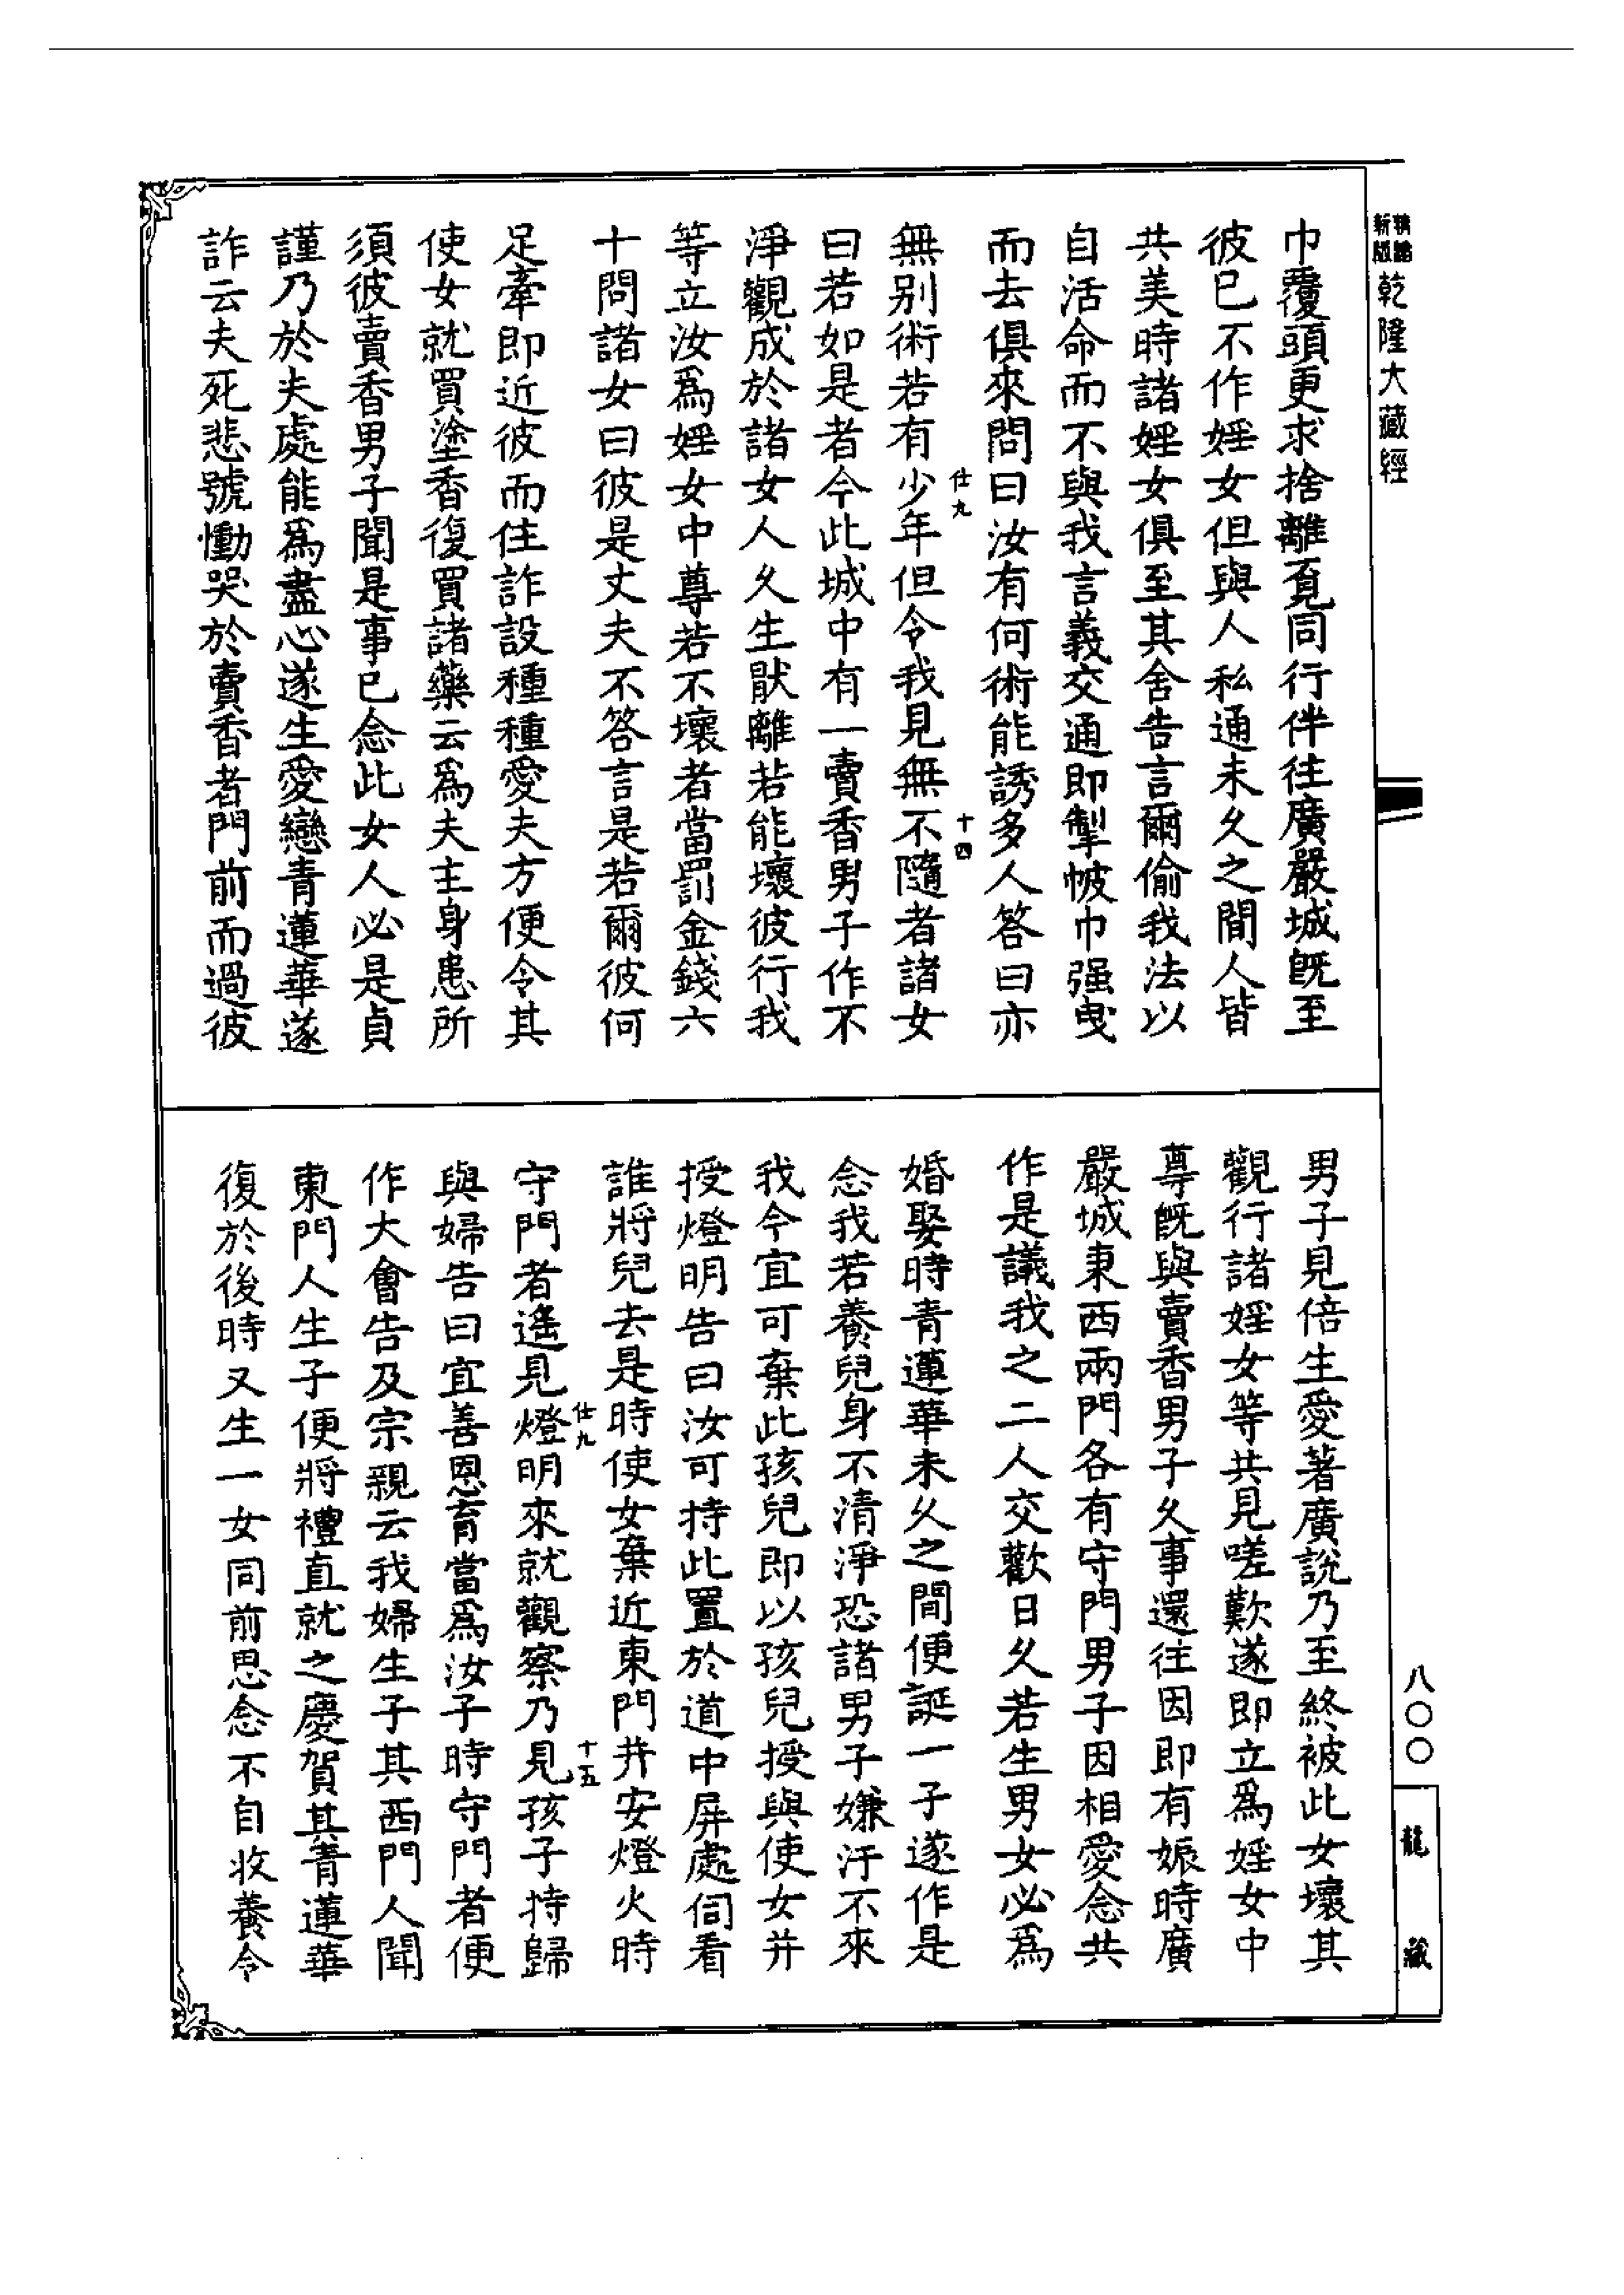 精編新版
乾隆大藏經
巾覆頭更求捨離覓同行伴往廣嚴城旣至
彼已不作婬女但與人私通未久之間人皆
共美時諸婬女俱至其舍告言爾偷我法以
自活命而不與我言義交通即掣帔巾强曳
而去俱來問曰汝有何術能誘多人答曰亦
無别術若有少年但令我見無不隨者諸女
仕九
十四
曰若如是者今此城中有一賣香男子作不
淨觀成於諸女人久生猒離若能壞彼行我
等立汝爲婬女中尊若不壞者當罰金錢六
十問諸女曰彼是丈夫不答言是若爾彼何
足牽即近彼而住詐設種種愛夫方便令其
使女就買塗香復買諸藥云爲夫主身患所
須彼賣香男子聞是事已念此女人必是貞
謹乃於夫處能爲盡心遂生愛戀青蓮華遂
詐云夫死悲號慟哭於賣香者門前而過彼
男子見倍生愛著廣說乃至終被此女壞其
觀行諸婬女等共見嗟歎遂即立爲婬女中
尊旣與賣香男子久事還往因即有娠時廣
嚴城東西兩門各有守門男子因相愛念共
作是議我之二人交歡日久若生男女必爲
婚娶時青蓮華未久之間便誕一子遂作是
念我若養兒身不清淨恐諸男子嫌汙不來
我今宜可棄此孩兒即以孩兒授與使女并
授燈明告曰汝可持此置於道中屏處伺看
誰將兒去是時使女棄近東門并安燈火時
仕九
十五
守門者遙見燈明來就觀察乃見孩子持歸
與婦告曰宜善恩育當爲汝子時守門者便
作大會告及宗親云我婦生子其西門人聞
東門人生子便將禮直就之慶賀其青蓮華
復於後時又生一女同前思念不自收養令
八〇〇
龍藏